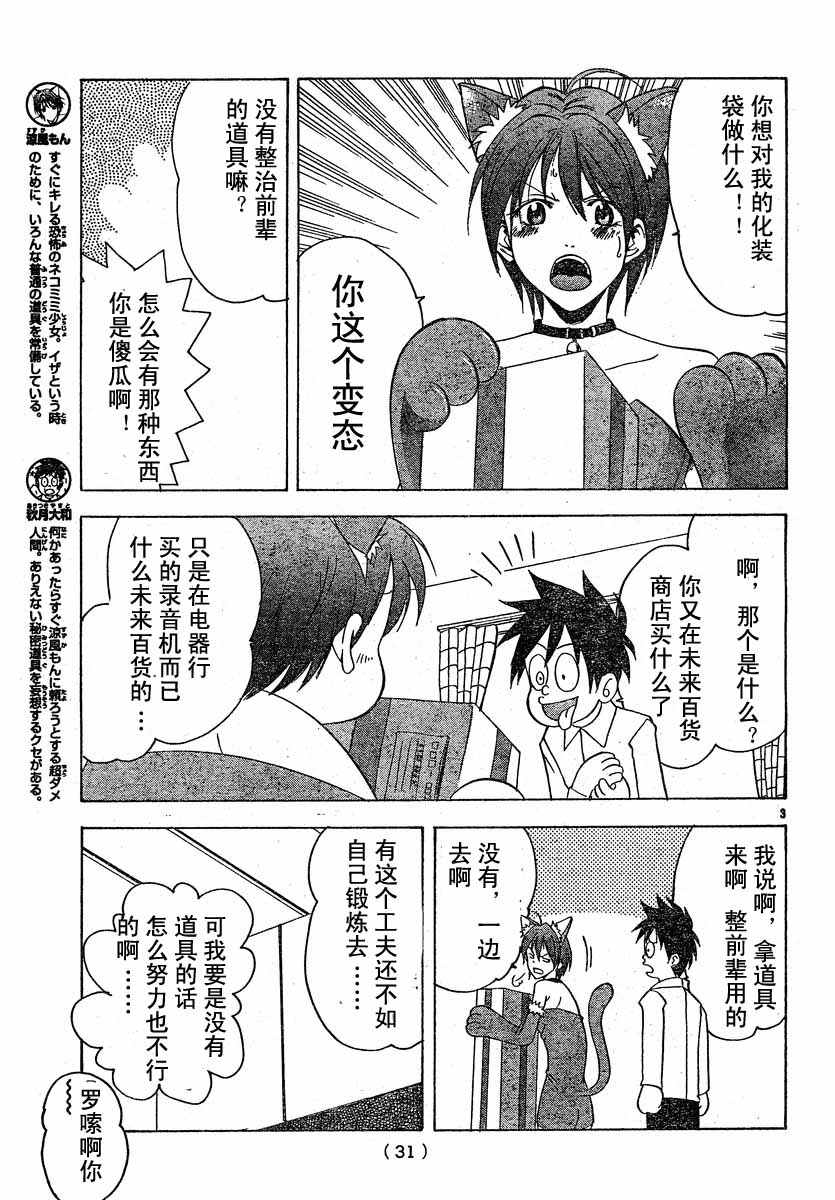 你想对我的化装
袋做什么！！
你这个变态
没有整治前辈
的道具嘛？
怎么会有那种东西
你是傻瓜啊！
啊，那个是什么？
你又在未来百货
商店买什么了
只是在电器行
买的录音机而已
什么未来百货的
…
3
我说啊，拿道具
来啊 整前辈用的
没有，一边
去啊
有这个工夫还不如
自己锻炼去……
可我要是没有
道具的话
怎么努力也不行
的啊……
罗嗦啊你
涼風もん
すぐにキレる恐怖のネコミミ少女。イザという時
のために、いろんな普通の道具を常備している。
秋月大和
何かあったらすぐ涼風もんに頼ろうとする超ダメ
人間。ありえない秘密道具を妄想するクセがある。
(31)